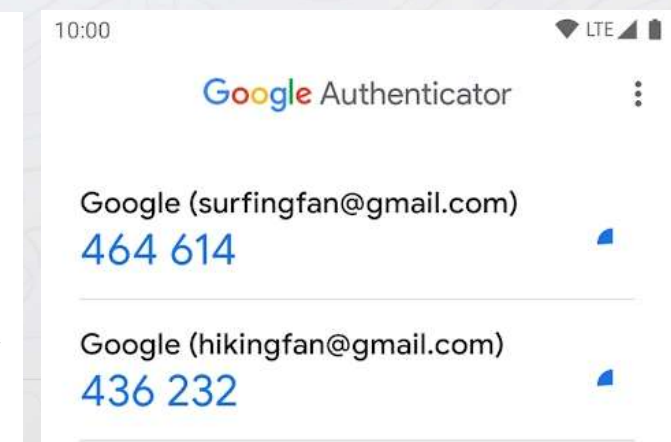 10:00 LTE
Google Authenticator
Google (surfingfan@gmail.com)
464 614
Google (hikingfan@gmail.com)
436 232